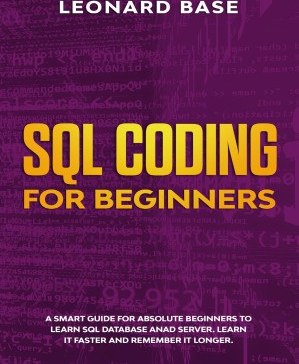 LEONARD BASE
SQL CODING
FOR BEGINNERS
A SMART GUIDE FOR ABSOLUTE BEGINNERS TO
LEARN SQL DATABASE ANAD SERVER. LEARN
IT FASTER AND REMEMBER IT LONGER.